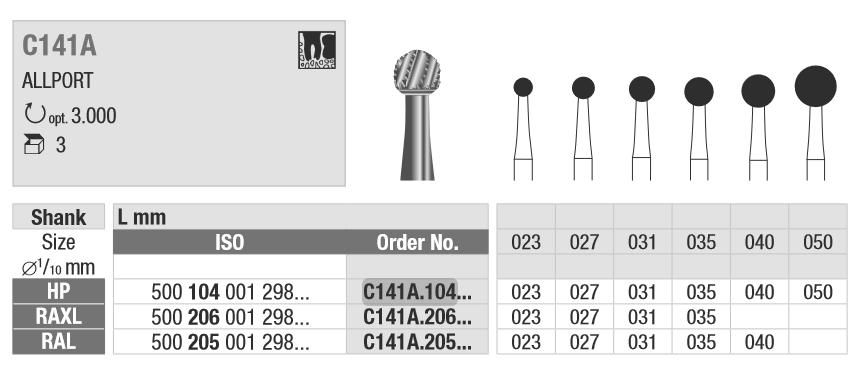 C141A
ALLPORT
opt. 3.000
3
Shank L mm
Size ISO Order No. 023 027 031 035 040 050
Ø1/10 mm
HP 500 104 001 298... C141A.104... 023 027 031 035 040 050
RAXL 500 206 001 298... C141A.206... 023 027 031 035
RAL 500 205 001 298... C141A.205... 023 027 031 035 040